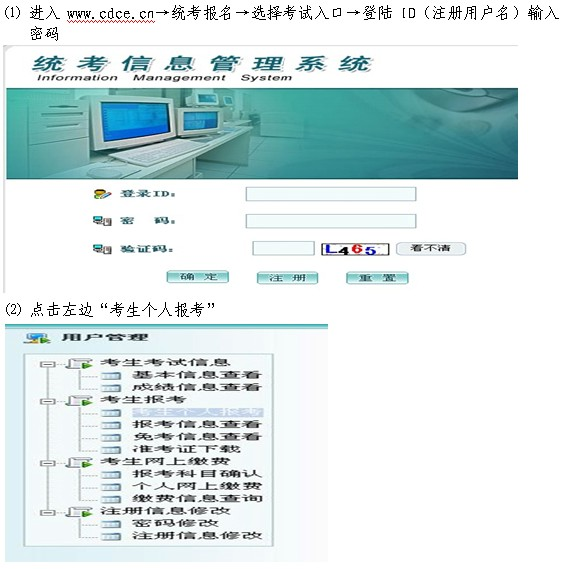 (1) 进入 www.cdce.cn→统考报名→选择考试入口→登陆 ID（注册用户名）输入
密码
统考信息管理系统
Information Management System
登录ID:
密 码:
验证码:
L465
看不清
确 定
注 册
重 置
(2) 点击左边“考生个人报考”
用户管理
考生考试信息
基本信息查看
成绩信息查看
考生报考
考生个人报考
报考信息查看
免考信息查看
准考证下载
考生网上缴费
报考科目确认
个人网上缴费
缴费信息查询
注册信息修改
密码修改
注册信息修改